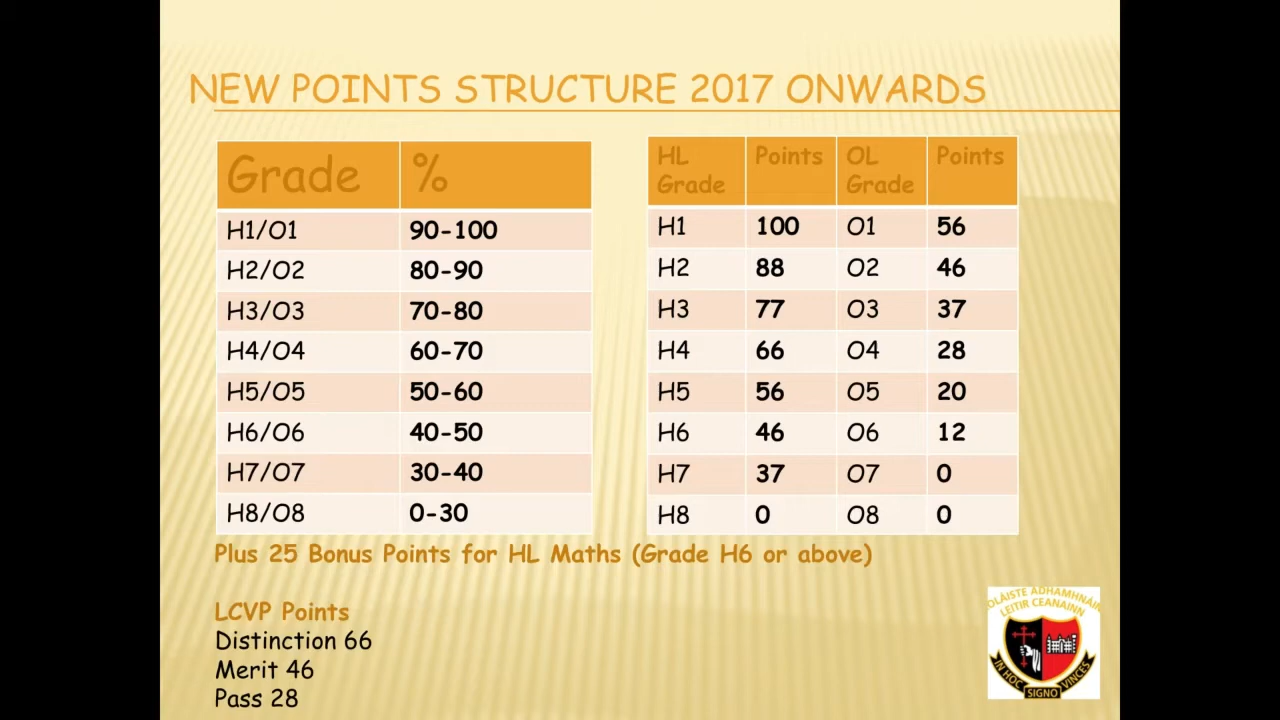 NEW POINTS STRUCTURE 2017 ONWARDS
Grade %
H1/O1 90-100
H2/O2 80-90
H3/O3 70-80
H4/O4 60-70
H5/O5 50-60
H6/O6 40-50
H7/O7 30-40
H8/O8 0-30
HL Grade Points OL Grade Points
H1 100 O1 56
H2 88 O2 46
H3 77 O3 37
H4 66 O4 28
H5 56 O5 20
H6 46 O6 12
H7 37 O7 0
H8 0 O8 0
Plus 25 Bonus Points for HL Maths (Grade H6 or above)
LCVP Points
Distinction 66
Merit 46
Pass 28
OLÁISTE ADHAMHNÁIN
LEITIR CEANAINN
IN HOC SIGNO VINCES